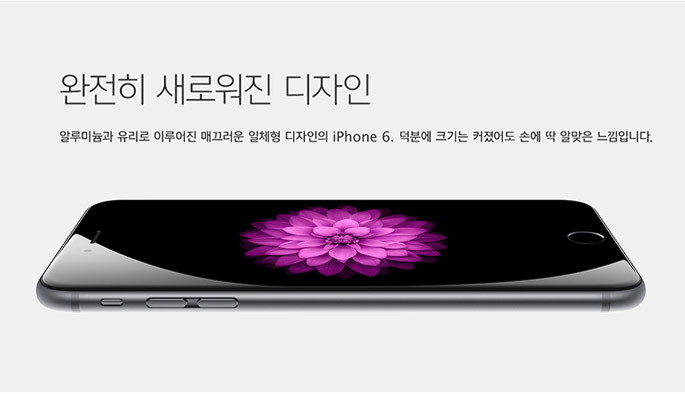 완전히 새로워진 디자인
알루미늄과 유리로 이루어진 매끄러운 일체형 디자인의 iPhone 6. 덕분에 크기는 커졌어도 손에 딱 알맞은 느낌입니다.